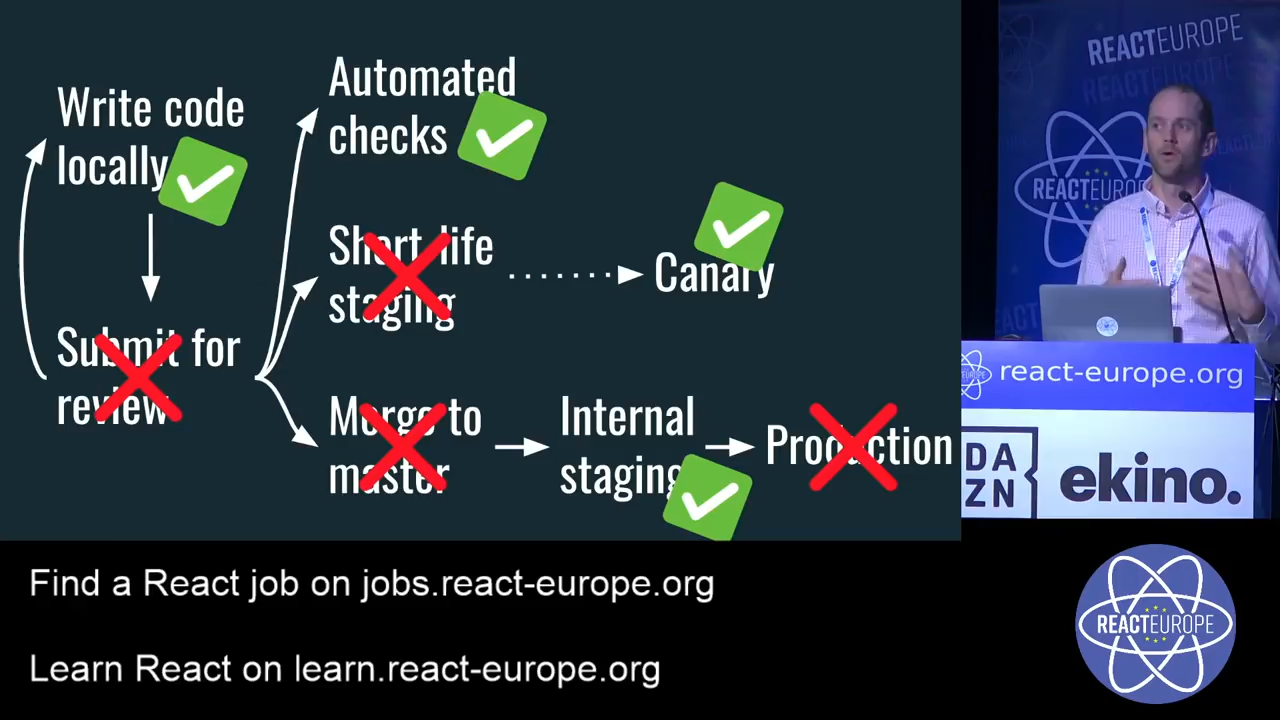 Write code
locally
Submit for
review
Automated
checks
Short-life
staging
Canary
Merge to
master
Internal
staging
Production
REACTEUROPE
REACTEUROPE
REACTEUROP
react-europe.org
DA
ZN
ekino.
Find a React job on jobs.react-europe.org
Learn React on learn.react-europe.org
REACTEUROPE